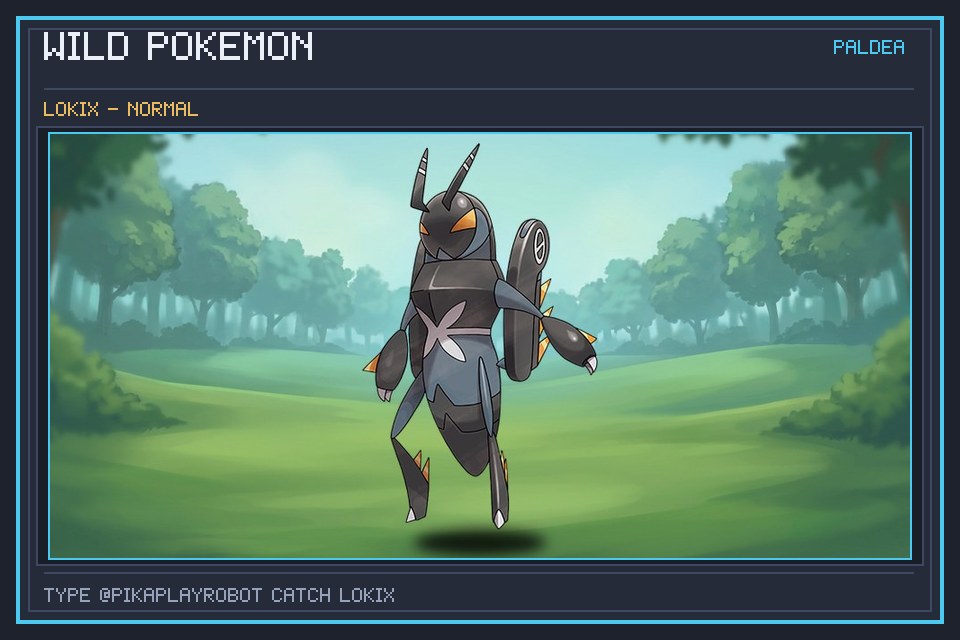 WILD POKEMON
PALDEA
LOKIX - NORMAL
TYPE @PIKAPLAYROBOT CATCH LOKIX